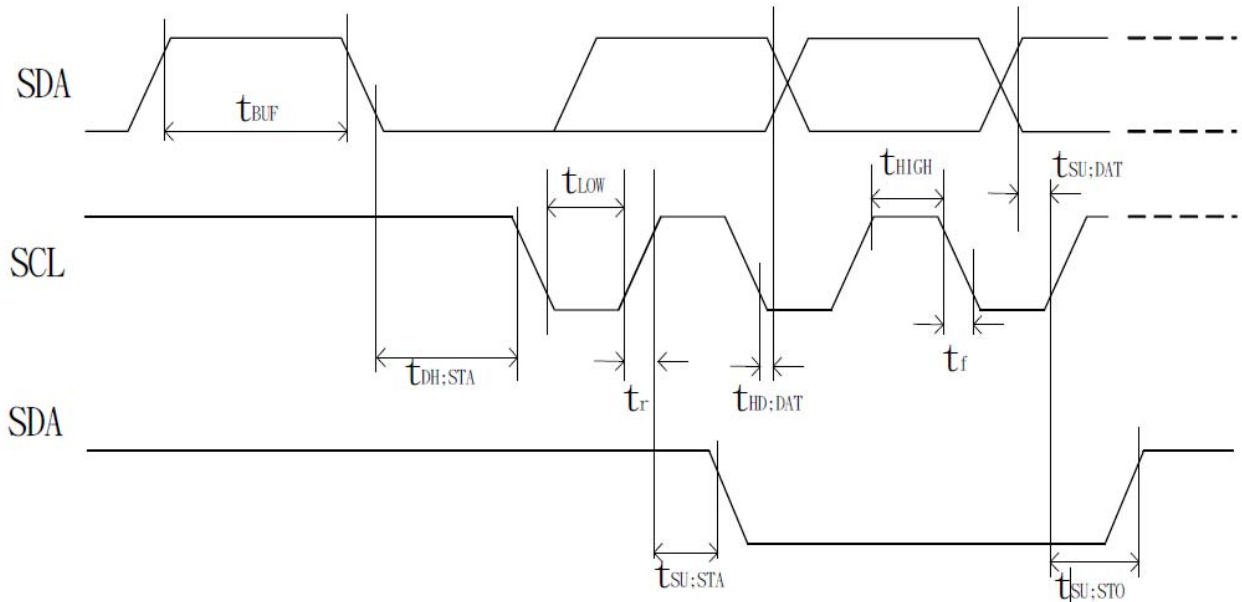 SDA
tBUF
tLOW
tHIGH
tSU;DAT
SCL
tDH;STA
tr
tHD;DAT
tf
SDA
tSU;STA
tSU;STO